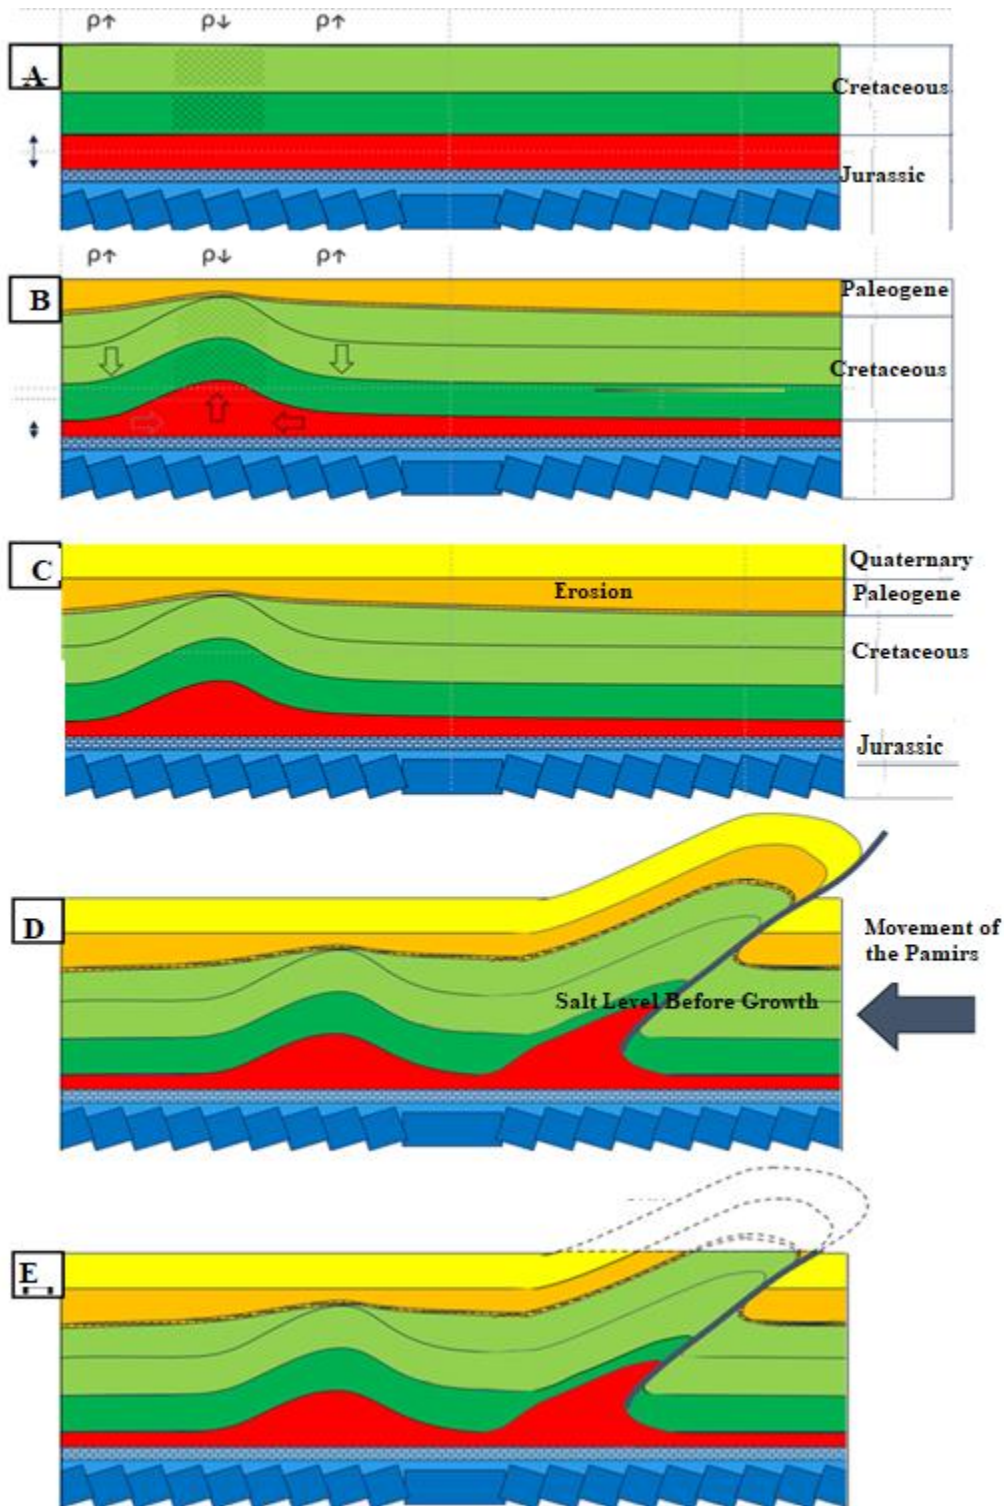 ρ↑ ρ↓ ρ↑
A
Cretaceous
Jurassic
ρ↑ ρ↓ ρ↑
B
Paleogene
Cretaceous
C
Quaternary
Erosion
Paleogene
Cretaceous
Jurassic
D
Movement of
the Pamirs
Salt Level Before Growth
E